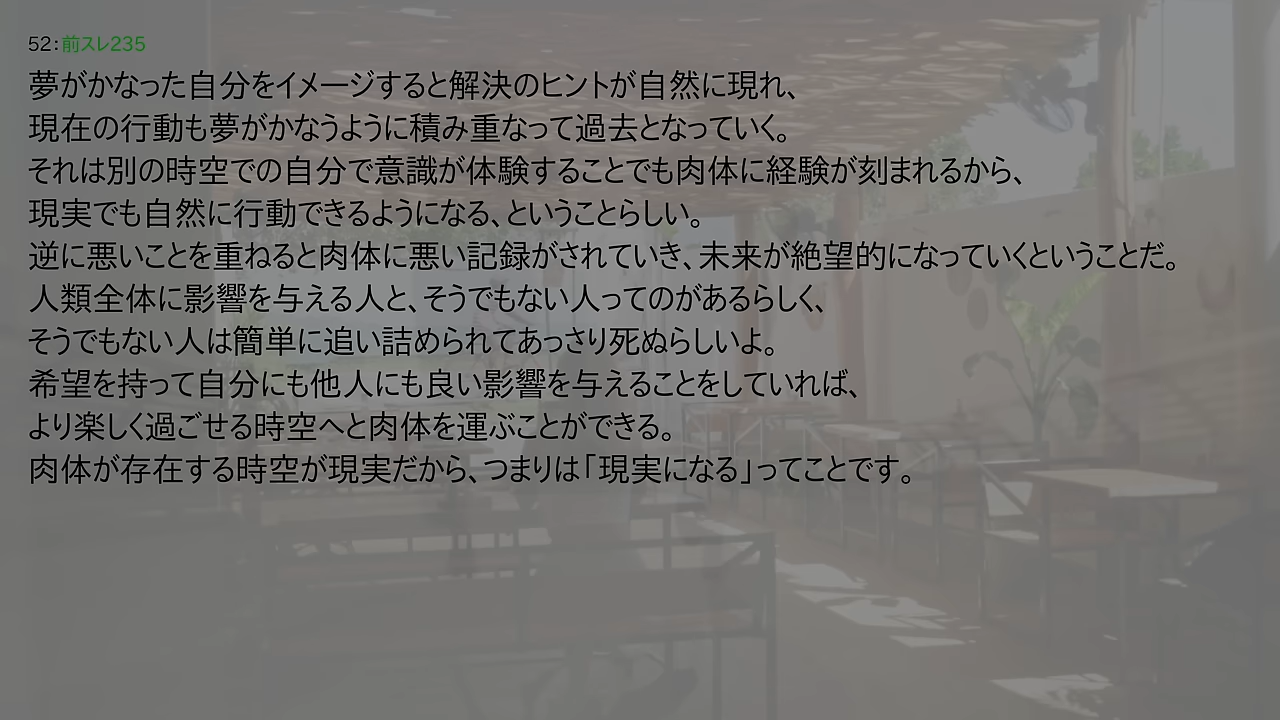 52：前スレ235
夢がかなった自分をイメージすると解決のヒントが自然に現れ、
現在の行動も夢がかなうように積み重なって過去となっていく。
それは別の時空での自分で意識が体験することでも肉体に経験が刻まれるから、
現実でも自然に行動できるようになる、ということらしい。
逆に悪いことを重ねると肉体に悪い記録がされていき、未来が絶望的になっていくということだ。
人類全体に影響を与える人と、そうでもない人ってのがあるらしく、
そうでもない人は簡単に追い詰められてあっさり死ぬらしいよ。
希望を持って自分にも他人にも良い影響を与えることをしていれば、
より楽しく過ごせる時空へと肉体を運ぶことができる。
肉体が存在する時空が現実だから、つまりは「現実になる」ってことです。